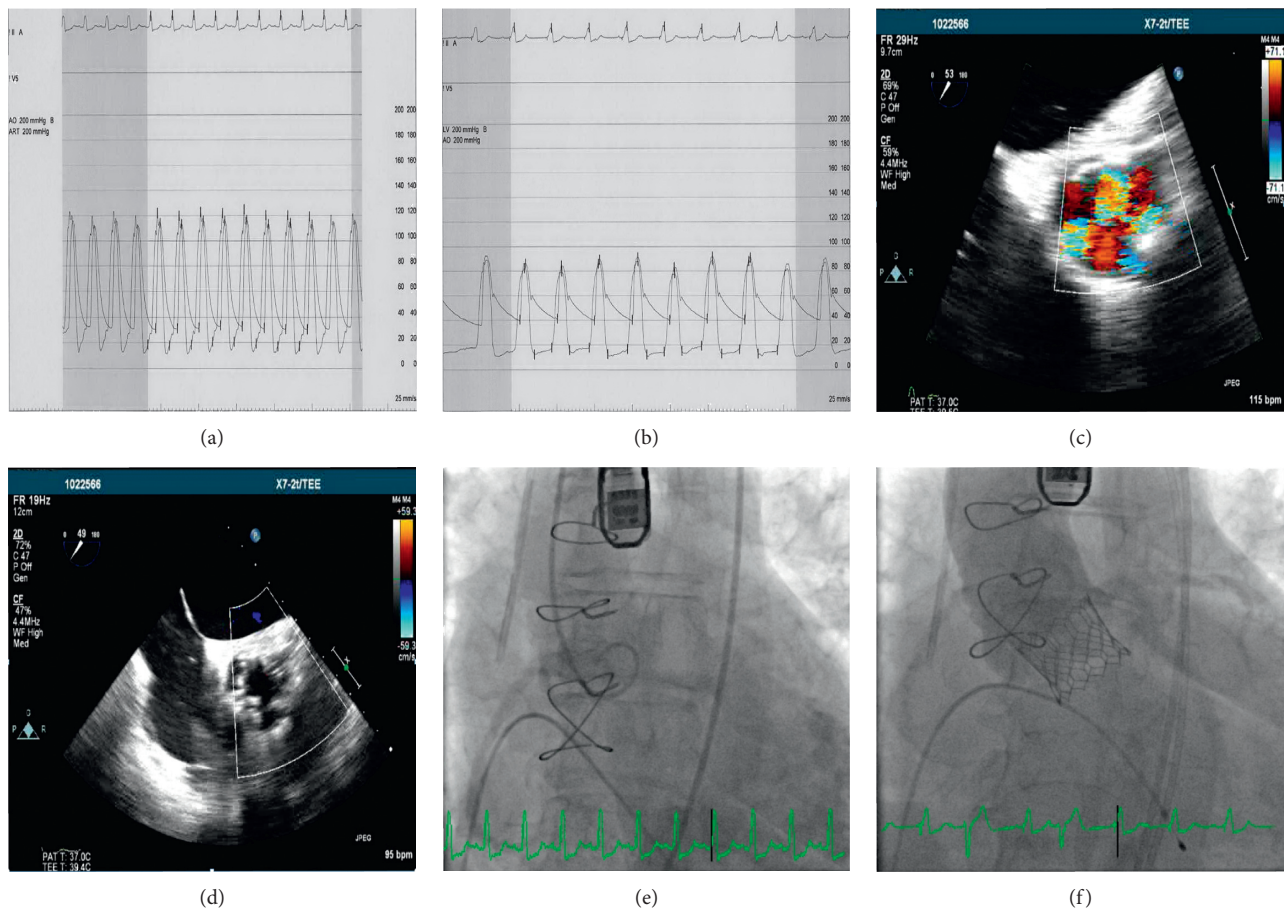 ! II A
! V5
AO 200 mmHg B
ART 200 mmHg
200 200
180 180
160 160
140 140
120 120
100 100
80 80
60 60
40 40
20 20
0 0
25 mm/s
(a)
! II A
! V5
LV 200 mmHg B
AO 200 mmHg
200 200
180 180
160 160
140 140
120 120
100 100
80 80
60 60
40 40
20 20
0 0
25 mm/s
(b)
1022566 X7-2t/TEE
FR 29Hz
9.7cm
M4 M4
+71.1
0 53 180
2D
69%
C 47
P Off
Gen
CF
59%
4.4MHz
WF High
Med
-71.1
cm/s
G
P R
JPEG
PAT T: 37.0C
TEE T: 39.5C
115 bpm
(c)
1022566 X7-2t/TEE
FR 19Hz
12cm
M4 M4
+59.3
0 49 180
2D
72%
C 47
P Off
Gen
CF
47%
4.4MHz
WF High
Med
-59.3
cm/s
G
P R
JPEG
PAT T: 37.0C
TEE T: 39.4C
95 bpm
(d)
(e)
(f)